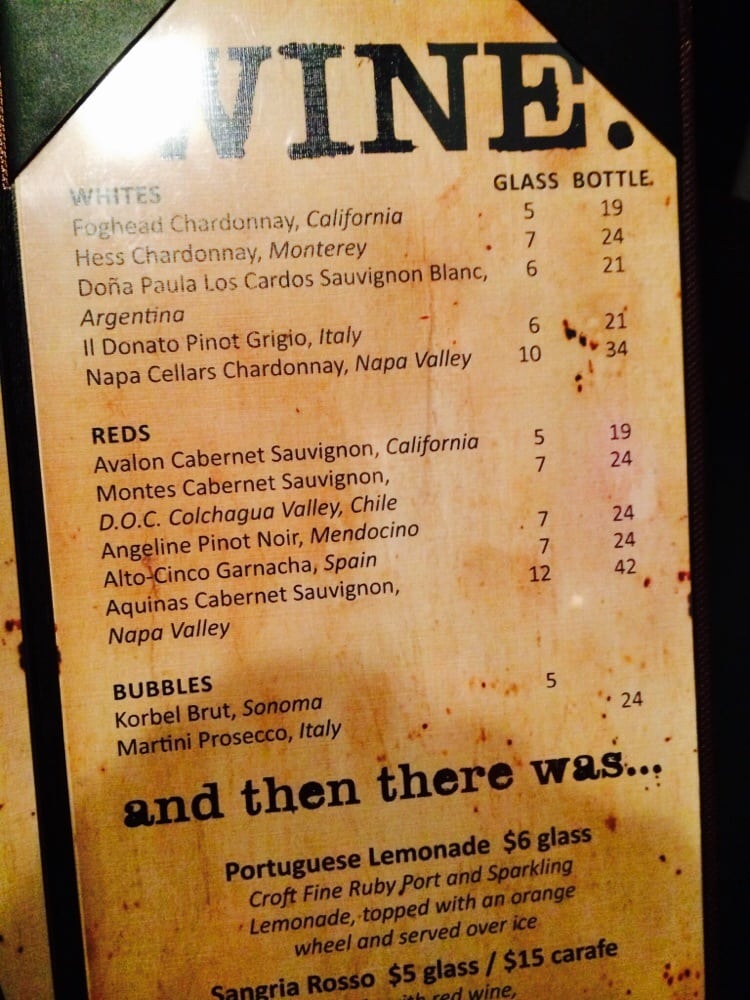 WINE.
GLASS BOTTLE
WHITES
Foghead Chardonnay, California 5 19
Hess Chardonnay, Monterey 7 24
Doña Paula Los Cardos Sauvignon Blanc, 6 21
Argentina
Il Donato Pinot Grigio, Italy 6 21
Napa Cellars Chardonnay, Napa Valley 10 34
REDS
Avalon Cabernet Sauvignon, California 5 19
Montes Cabernet Sauvignon, 7 24
D.O.C. Colchagua Valley, Chile
Angeline Pinot Noir, Mendocino 7 24
Alto-Cinco Garnacha, Spain 7 24
Aquinas Cabernet Sauvignon, 12 42
Napa Valley
BUBBLES
Korbel Brut, Sonoma 5
Martini Prosecco, Italy 24
and then there was...
Portuguese Lemonade $6 glass
Croft Fine Ruby Port and Sparkling
Lemonade, topped with an orange
wheel and served over ice
Sangria Rosso $5 glass / $15 carafe
with red wine,